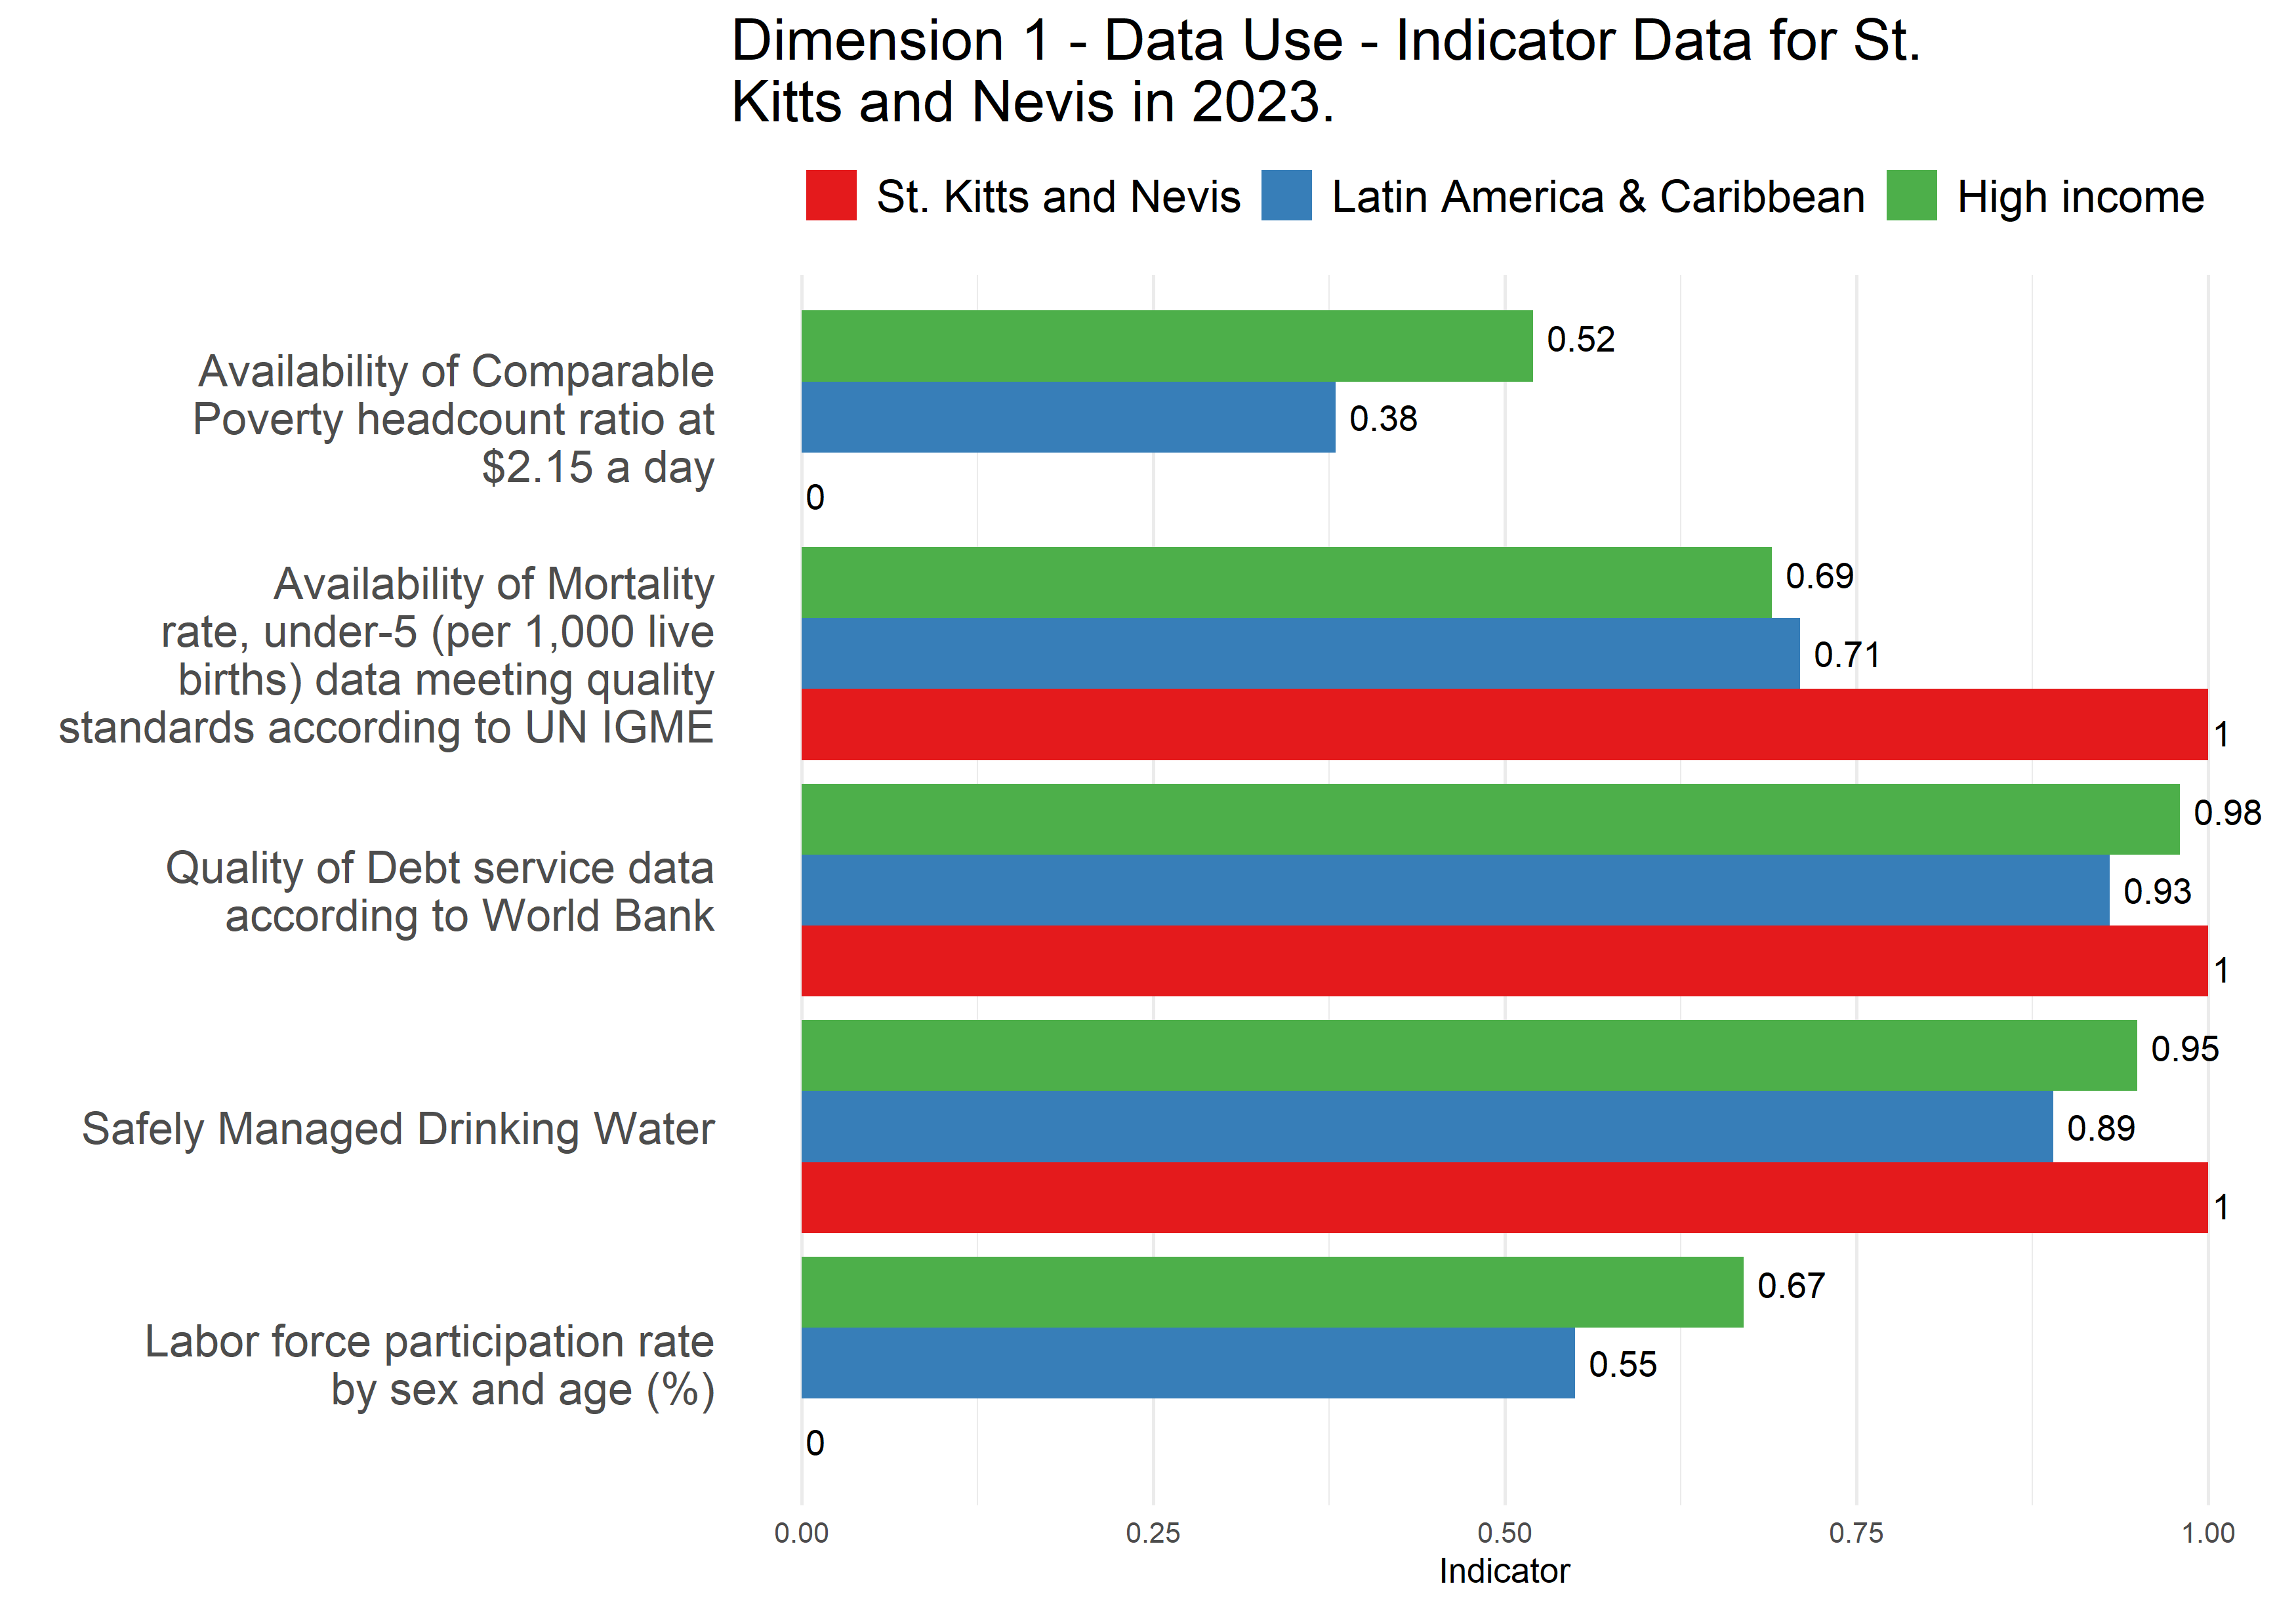 Dimension 1 - Data Use - Indicator Data for St.
Kitts and Nevis in 2023.
St. Kitts and Nevis Latin America & Caribbean High income
Availability of Comparable
Poverty headcount ratio at
$2.15 a day
0.52
0.38
0
Availability of Mortality
rate, under-5 (per 1,000 live
births) data meeting quality
standards according to UN IGME
0.69
0.71
1
Quality of Debt service data
according to World Bank
0.98
0.93
1
Safely Managed Drinking Water
0.95
0.89
1
Labor force participation rate
by sex and age (%)
0.67
0.55
0
0.00 0.25 0.50 0.75 1.00
Indicator